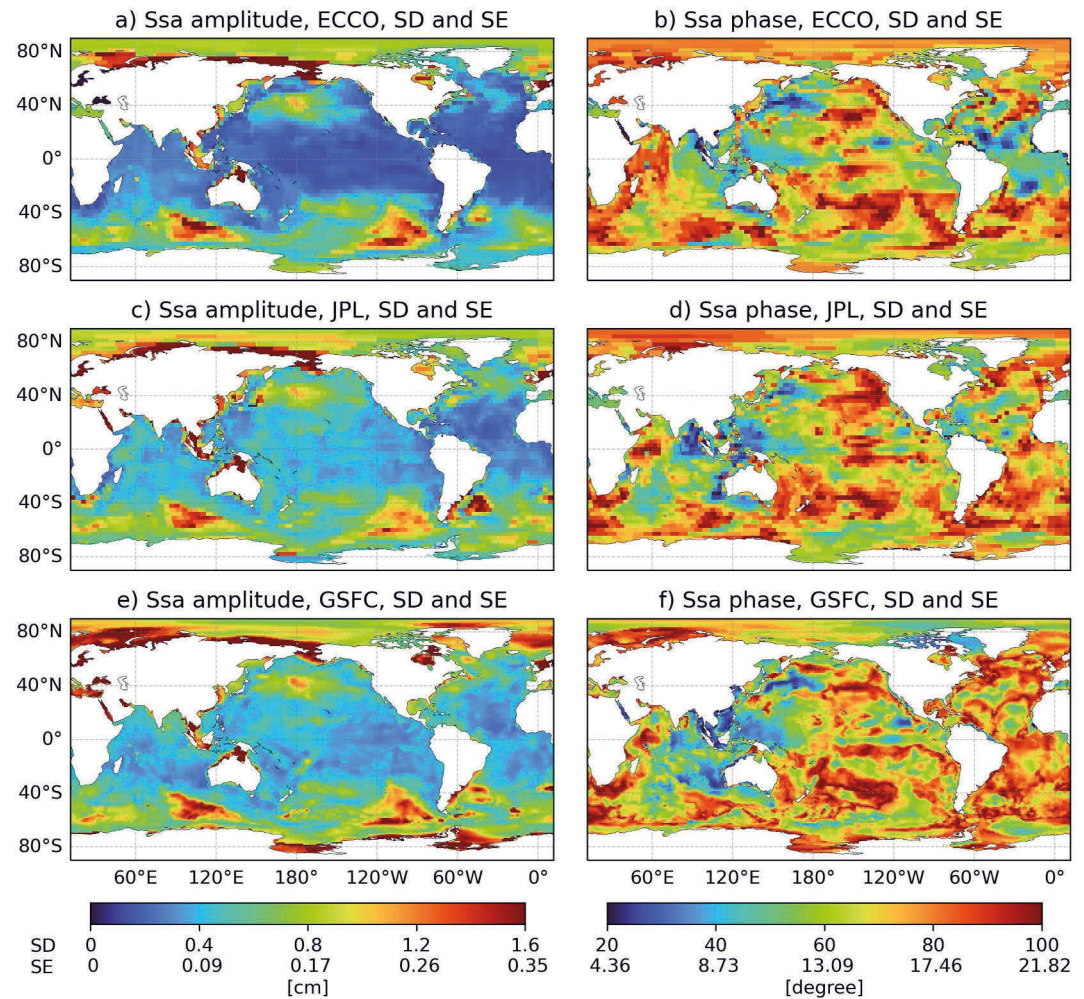 a) Ssa amplitude, ECCO, SD and SE
b) Ssa phase, ECCO, SD and SE
80°N
40°N
0°
40°S
80°S
c) Ssa amplitude, JPL, SD and SE
d) Ssa phase, JPL, SD and SE
80°N
40°N
0°
40°S
80°S
e) Ssa amplitude, GSFC, SD and SE
f) Ssa phase, GSFC, SD and SE
80°N
40°N
0°
40°S
80°S
60°E 120°E 180° 120°W 60°W 0°
60°E 120°E 180° 120°W 60°W 0°
SD 0 0.4 0.8 1.2 1.6
SE 0 0.09 0.17 0.26 0.35
[cm]
20 40 60 80 100
4.36 8.73 13.09 17.46 21.82
[degree]